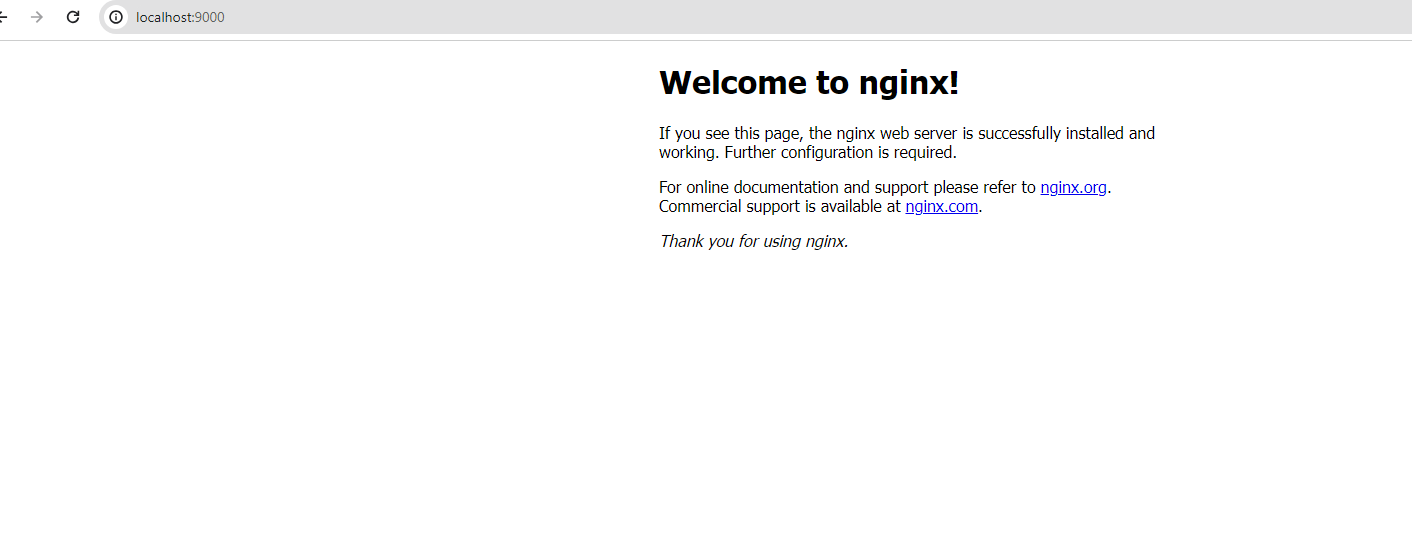 localhost:9000
Welcome to nginx!
If you see this page, the nginx web server is successfully installed and
working. Further configuration is required.
For online documentation and support please refer to nginx.org.
Commercial support is available at nginx.com.
Thank you for using nginx.